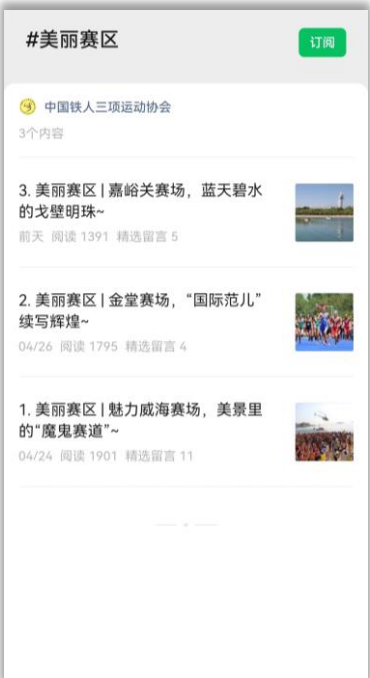 #美丽赛区
订阅
中国铁人三项运动协会
3个内容
3. 美丽赛区 | 嘉峪关赛场，蓝天碧水
的戈壁明珠~
前天 阅读 1391 精选留言 5
2. 美丽赛区 | 金堂赛场，“国际范儿”
续写辉煌~
04/26 阅读 1795 精选留言 4
1. 美丽赛区 | 魅力威海赛场，美景里
的“魔鬼赛道”~
04/24 阅读 1901 精选留言 11